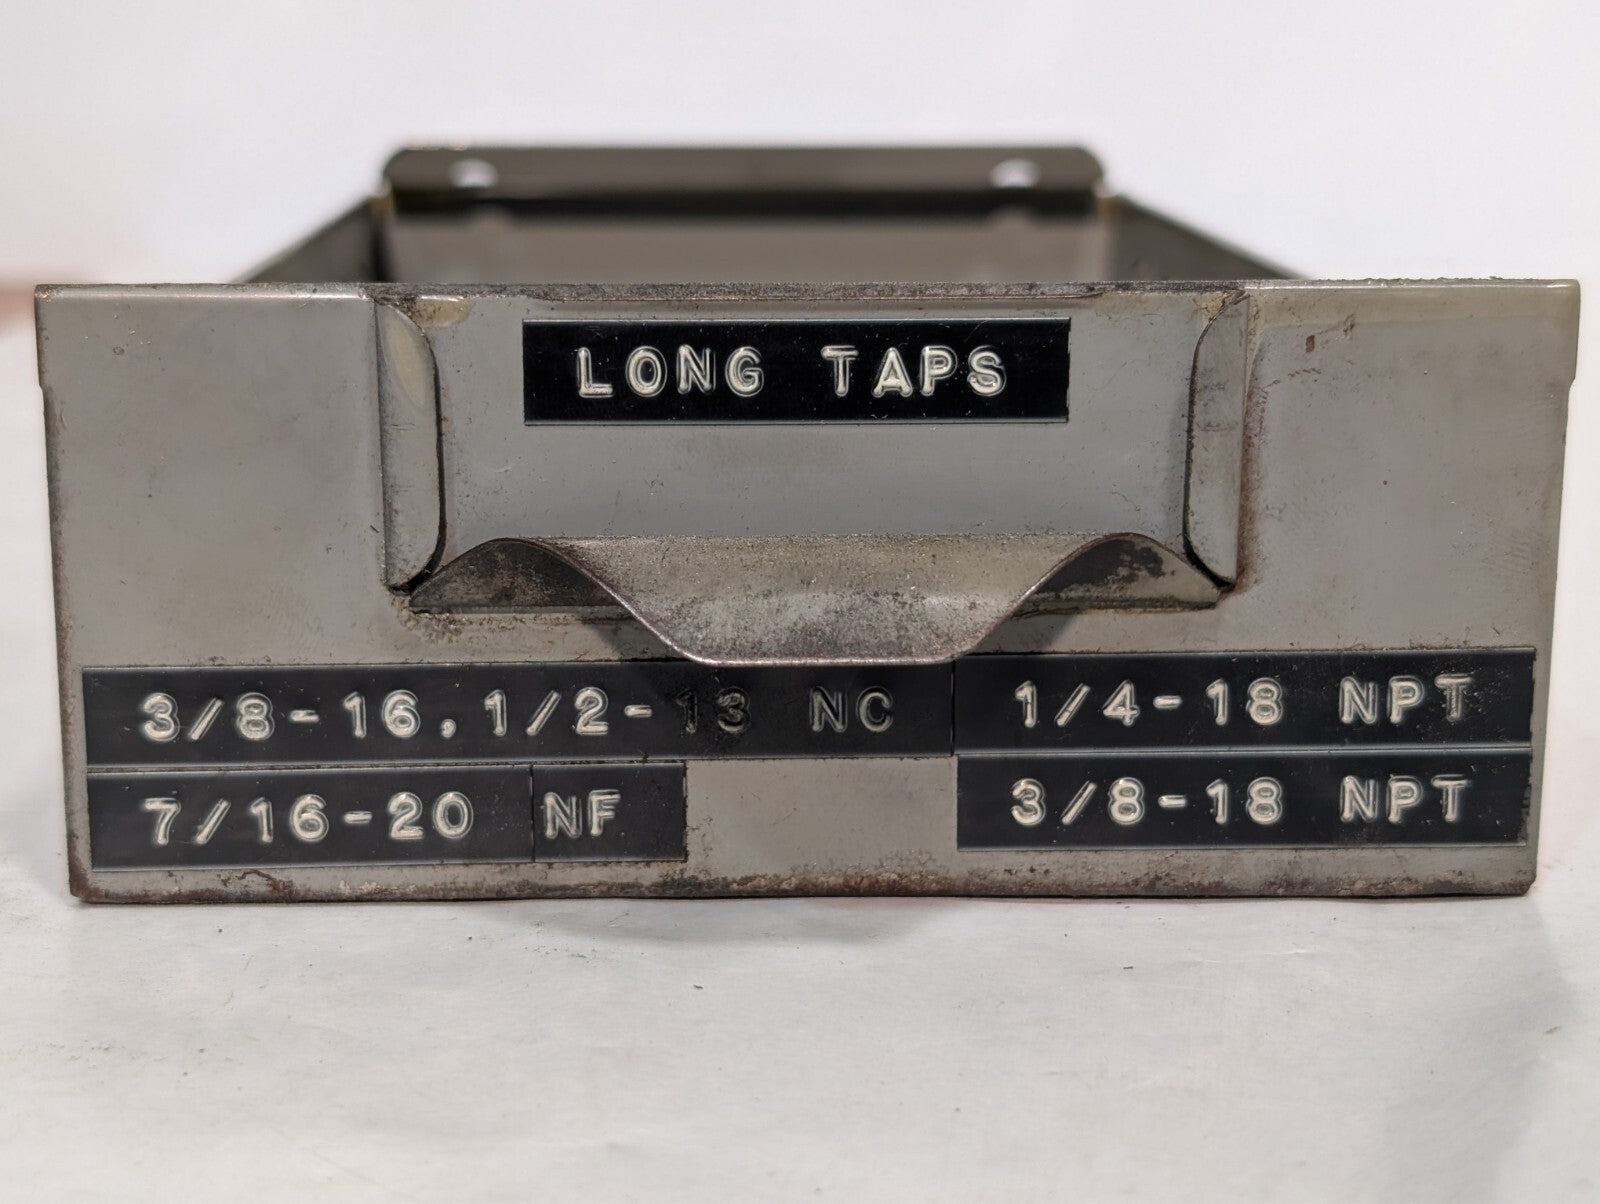 LONG TAPS
3/8-16, 1/2-13 NC
7/16-20 NF
1/4-18 NPT
3/8-18 NPT